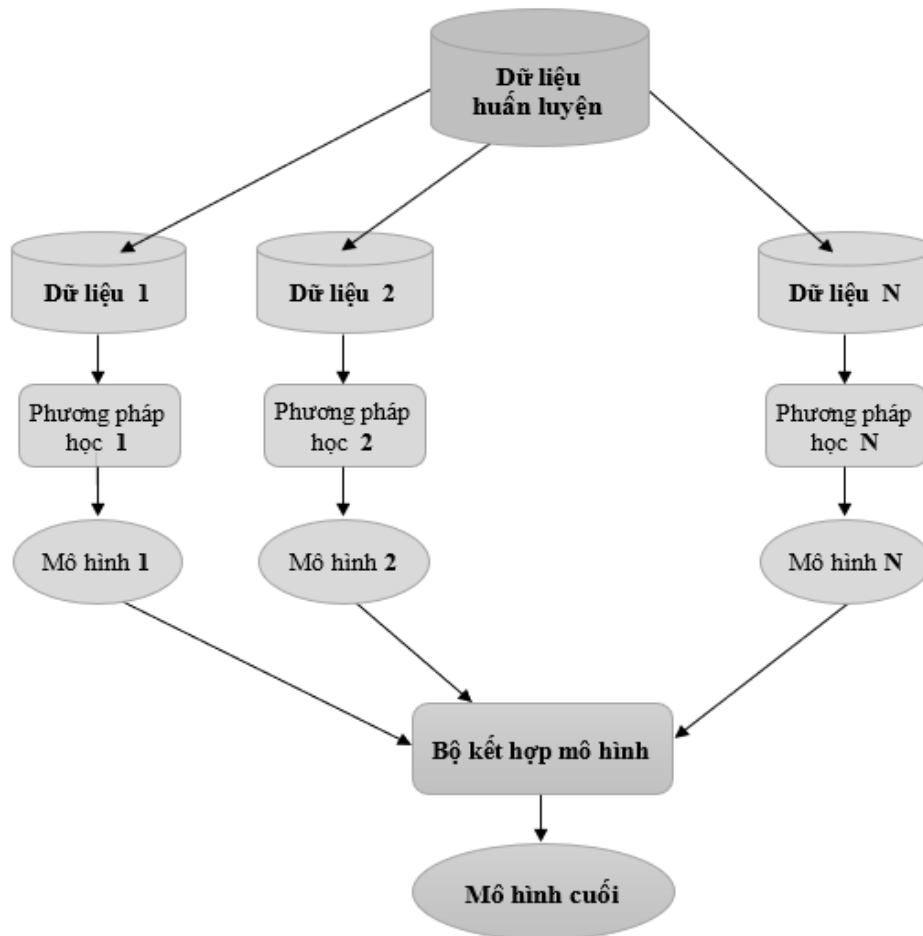 Dữ liệu
huấn luyện
Dữ liệu 1
Dữ liệu 2
Dữ liệu N
Phương pháp
học 1
Phương pháp
học 2
Phương pháp
học N
Mô hình 1
Mô hình 2
Mô hình N
Bộ kết hợp mô hình
Mô hình cuối